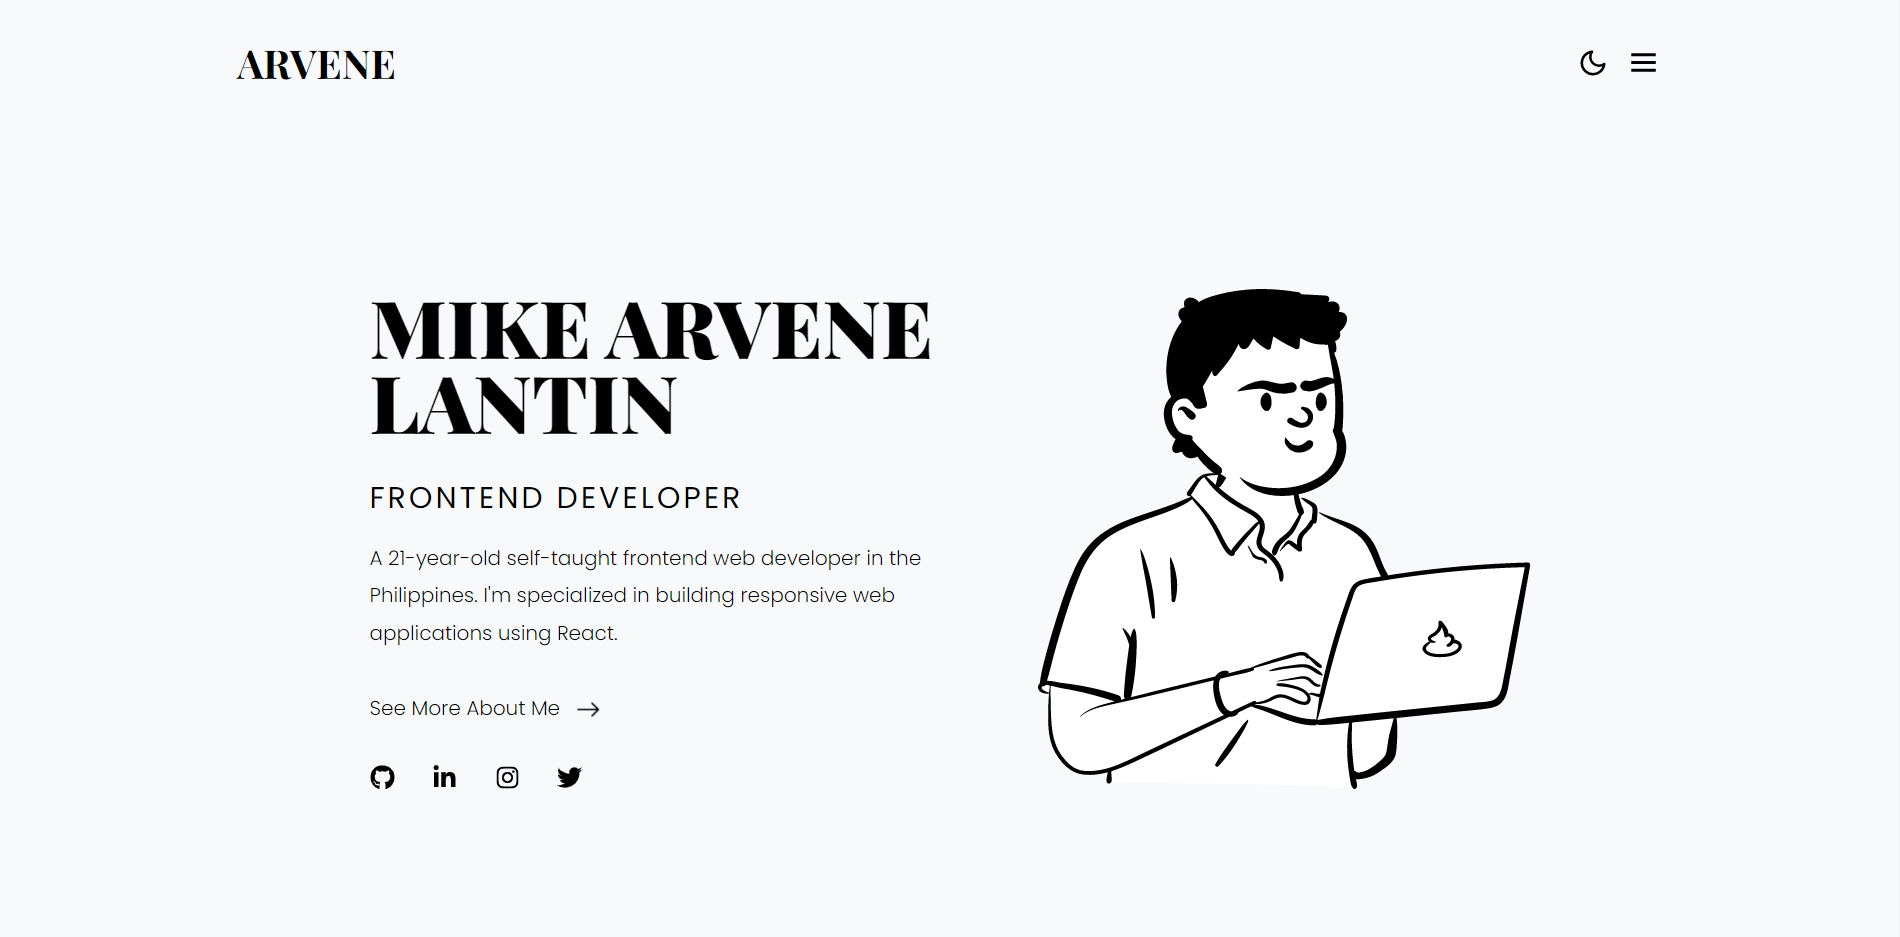 ARVENE
MIKE ARVENE
LANTIN
FRONTEND DEVELOPER
A 21-year-old self-taught frontend web developer in the
Philippines. I'm specialized in building responsive web
applications using React.
See More About Me